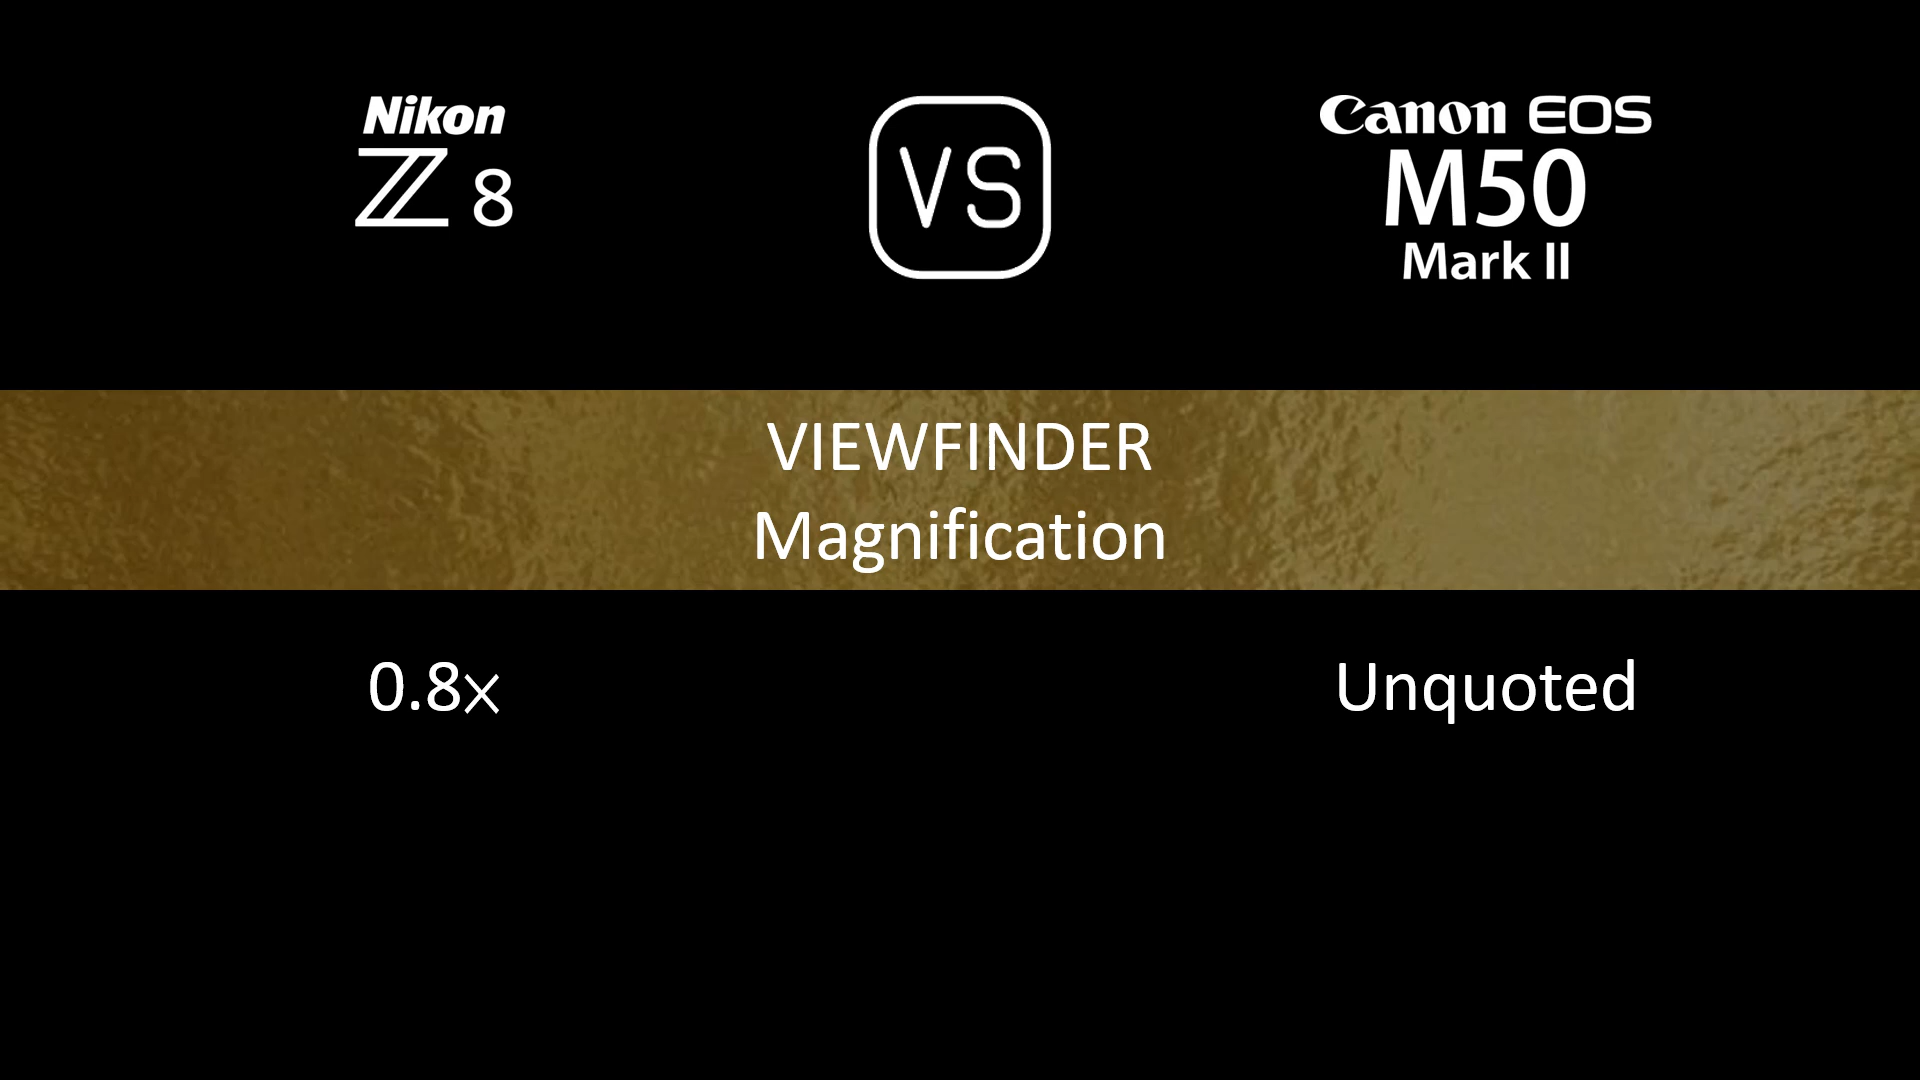 Nikon
Z 8
VS
Canon EOS
M50
Mark II
VIEWFINDER
Magnification
0.8x
Unquoted